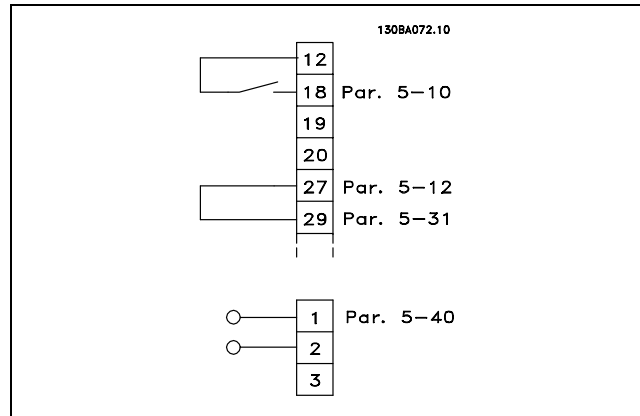 130BA072.10
12
18 Par. 5-10
19
20
27 Par. 5-12
29 Par. 5-31
1 Par. 5-40
2
3